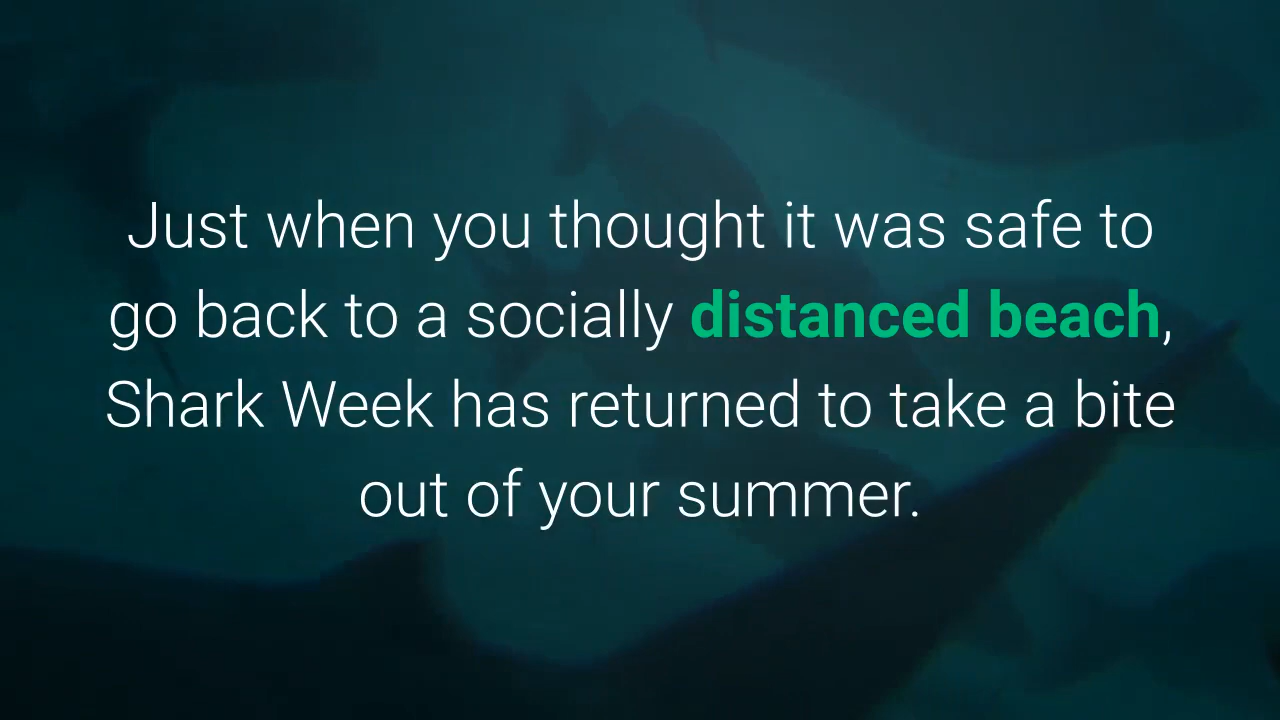 Just when you thought it was safe to
go back to a socially distanced beach,
Shark Week has returned to take a bite
out of your summer.